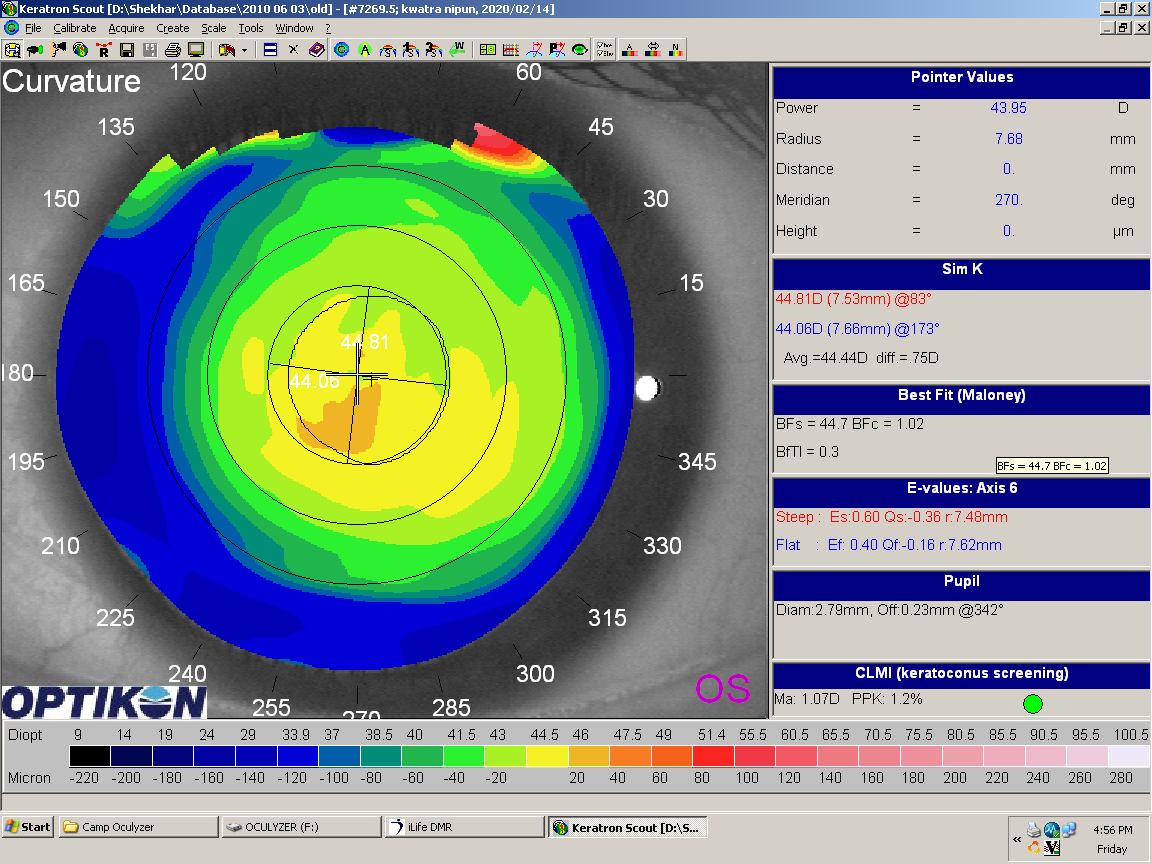 Keratron Scout [D:\Shekhar\Database\2010 06 03\old] - [#7269.5; kwatra nipun, 2020/02/14]
File Calibrate Acquire Create Scale Tools Window ?
Curvature
120
60
135
45
150
30
165
15
180
195
345
210
330
225
315
240
300
255
270
285
44.81
44.06
OS
OPTIKON
Pointer Values
Power = 43.95 D
Radius = 7.68 mm
Distance = 0. mm
Meridian = 270. deg
Height = 0. µm
Sim K
44.81D (7.53mm) @83°
44.06D (7.66mm) @173°
Avg.=44.44D diff.=.75D
Best Fit (Maloney)
BFs = 44.7 BFc = 1.02
BfTI = 0.3
BFs = 44.7 BFc = 1.02
E-values: Axis 6
Steep : Es:0.60 Qs:-0.36 r:7.48mm
Flat : Ef: 0.40 Qf:-0.16 r:7.62mm
Pupil
Diam:2.79mm, Off:0.23mm @342°
CLMI (keratoconus screening)
Ma: 1.07D PPK: 1.2%
Diopt 9 14 19 24 29 33.9 37 38.5 40 41.5 43 44.5 46 47.5 49 51.4 55.5 60.5 65.5 70.5 75.5 80.5 85.5 90.5 95.5 100.5
Micron -220 -200 -180 -160 -140 -120 -100 -80 -60 -40 -20 20 40 60 80 100 120 140 160 180 200 220 240 260 280
Start Camp Oculyzer OCULYZER (F:) iLife DMR Keratron Scout [D:\S...
«
4:56 PM
Friday